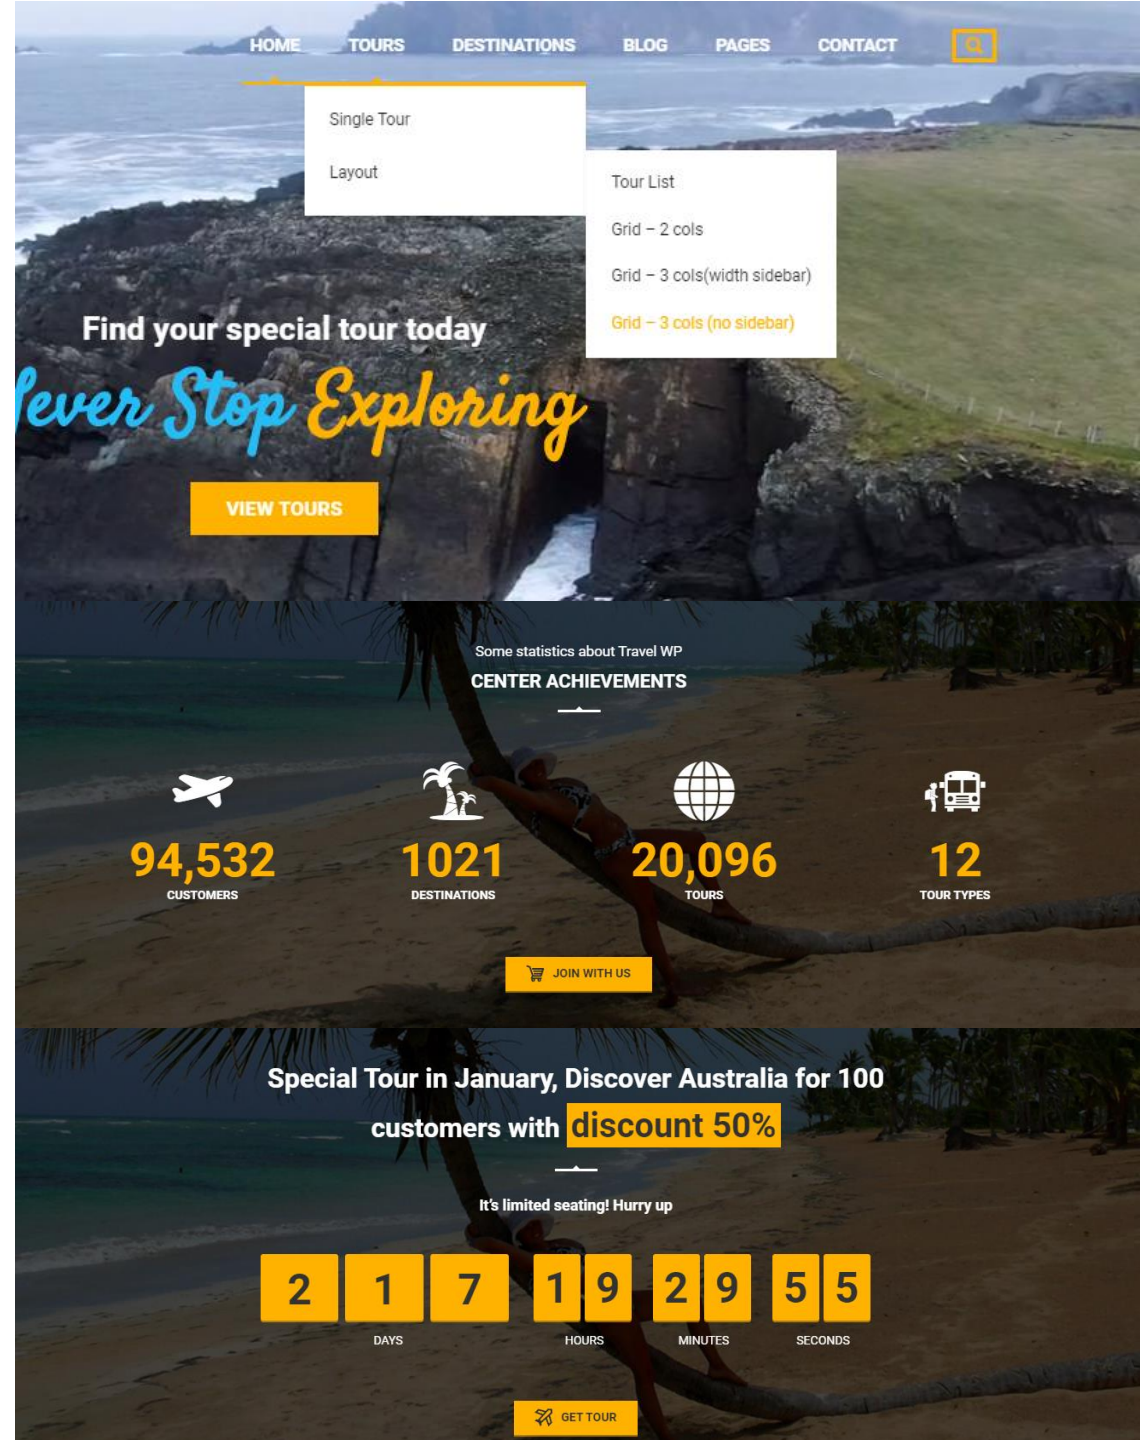 HOME TOURS DESTINATIONS BLOG PAGES CONTACT
Single Tour
Layout
Tour List
Grid – 2 cols
Grid – 3 cols(width sidebar)
Grid – 3 cols (no sidebar)
Find your special tour today
Stop Exploring
VIEW TOURS
Some statistics about Travel WP
CENTER ACHIEVEMENTS
94,532 1021 20,096 12
CUSTOMERS DESTINATIONS TOURS TOUR TYPES
JOIN WITH US
Special Tour in January, Discover Australia for 100
customers with discount 50%
It's limited seating! Hurry up
2 1 7 1 9 2 9 5 5
DAYS HOURS MINUTES SECONDS
GET TOUR